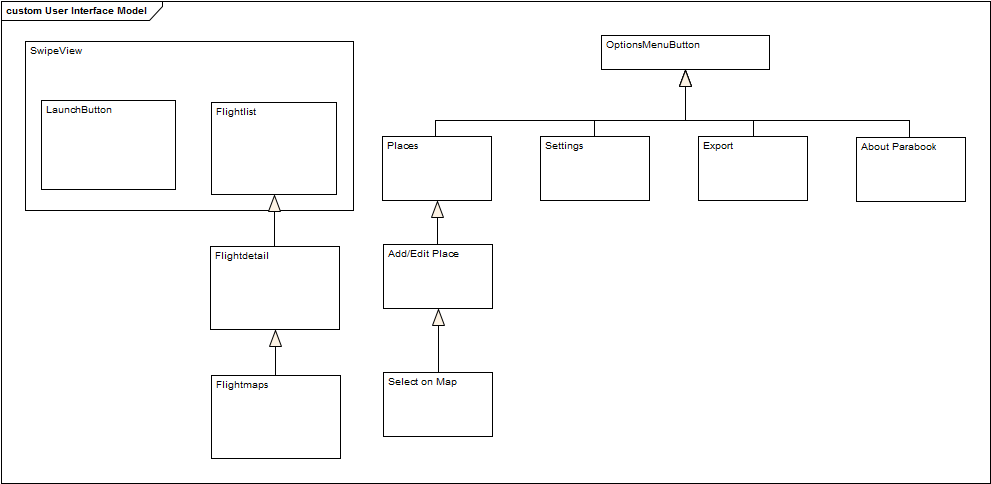 custom User Interface Model
SwipeView
OptionsMenuButton
LaunchButton
Flightlist
Places
Settings
Export
About Parabook
Flightdetail
Add/Edit Place
Flightmaps
Select on Map